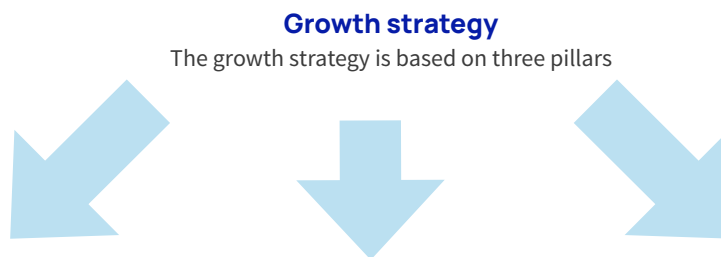 Growth strategy
The growth strategy is based on three pillars